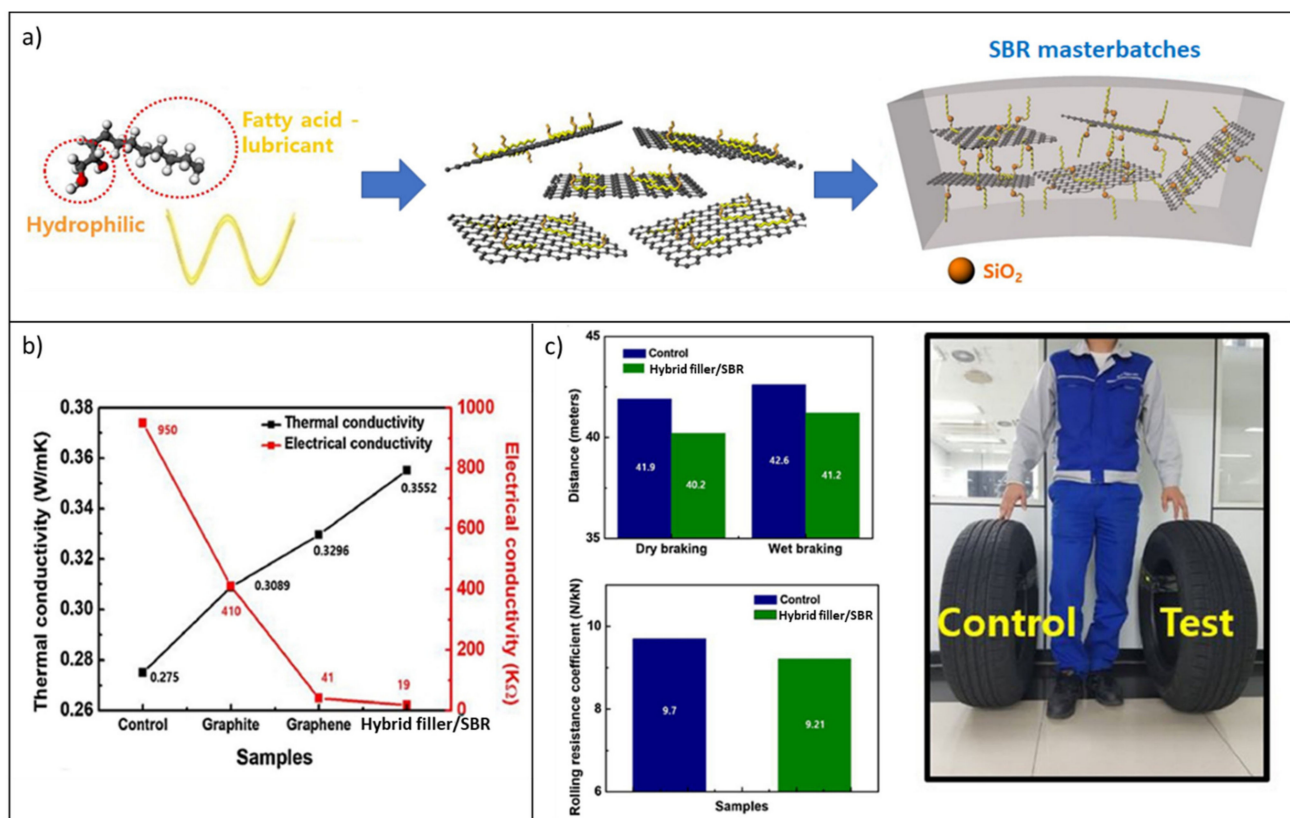 a)
SBR masterbatches
Fatty acid -
lubricant
Hydrophilic
SiO₂
b)
Thermal conductivity
Electrical conductivity
Thermal conductivity (W/mK)
0.38
0.36
0.34
0.32
0.30
0.28
0.26
1000
800
600
400
200
0
Electrical conductivity (KΩ)
950
410
41
19
0.275
0.3089
0.3296
0.3552
Control
Graphite
Graphene
Hybrid filler/SBR
Samples
c)
Control
Hybrid filler/SBR
Distance (meters)
45
40
35
41.9
40.2
42.6
41.2
Dry braking
Wet braking
Control
Hybrid filler/SBR
Rolling resistance coefficient (N/kN)
10
8
6
9.7
9.21
Samples
Control
Test